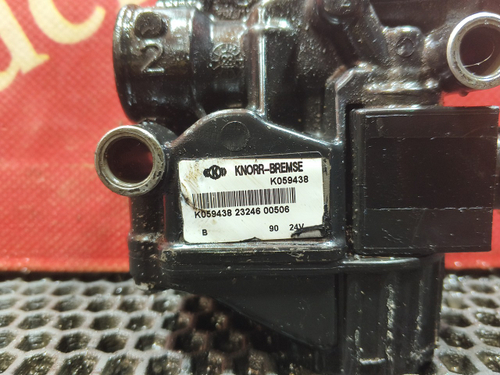 2
KNORR-BREMSE
K059438
K059438 23246 00506
B 90 24V